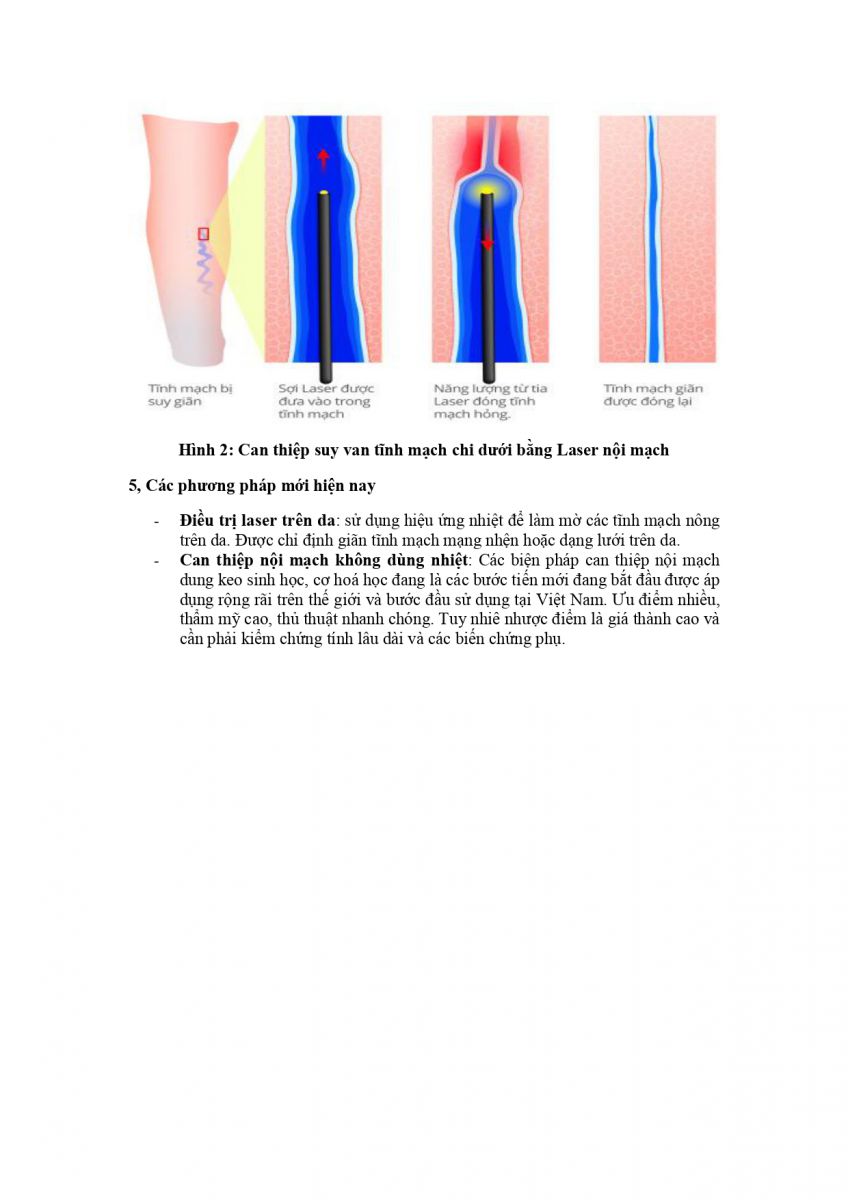 Tĩnh mạch bị
suy giãn
Sợi Laser được
đưa vào trong
tĩnh mạch
Năng lượng từ tia
Laser đóng tĩnh
mạch hỏng.
Tĩnh mạch giãn
được đóng lại
Hình 2: Can thiệp suy van tĩnh mạch chi dưới bằng Laser nội mạch
5, Các phương pháp mới hiện nay
- Điều trị laser trên da: sử dụng hiệu ứng nhiệt để làm mờ các tĩnh mạch nông
trên da. Được chỉ định giãn tĩnh mạch mạng nhện hoặc dạng lưới trên da.
- Can thiệp nội mạch không dùng nhiệt: Các biện pháp can thiệp nội mạch
dung keo sinh học, cơ hoá học đang là các bước tiến mới đang bắt đầu được áp
dụng rộng rãi trên thế giới và bước đầu sử dụng tại Việt Nam. Ưu điểm nhiều,
thẩm mỹ cao, thủ thuật nhanh chóng. Tuy nhiê nhược điểm là giá thành cao và
cần phải kiểm chứng tính lâu dài và các biến chứng phụ.